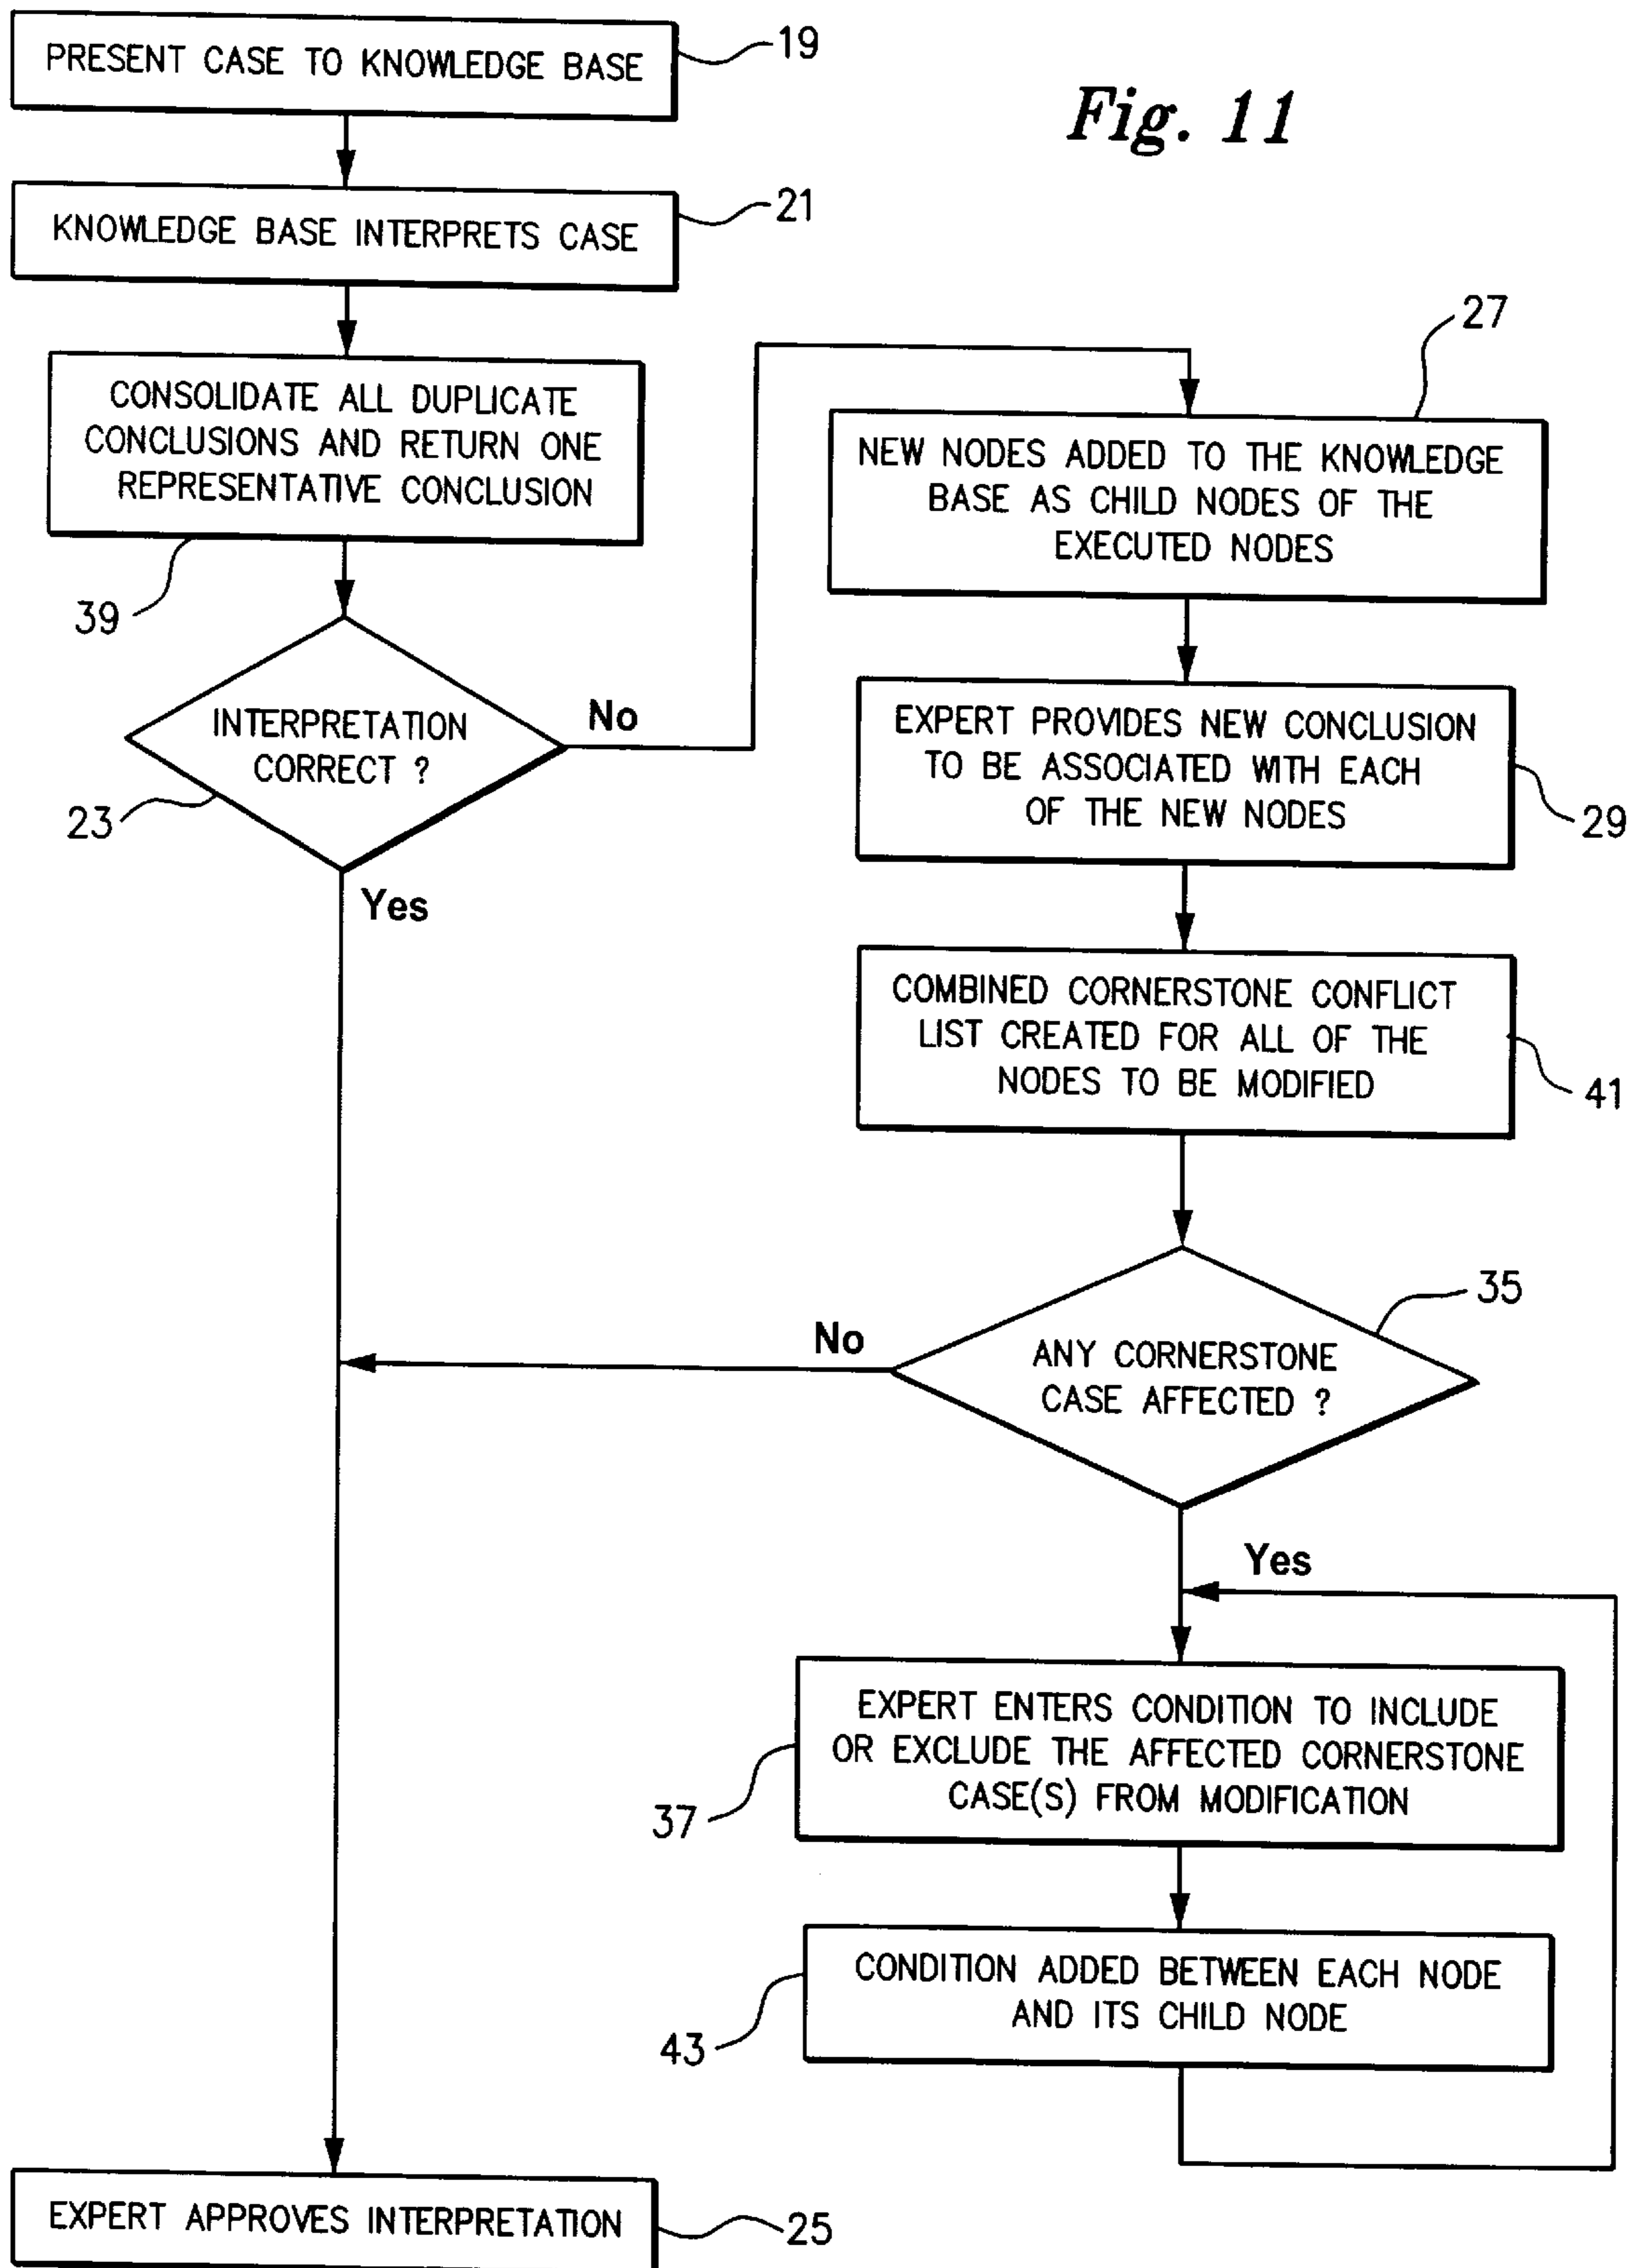 Fig. 11
PRESENT CASE TO KNOWLEDGE BASE
19
KNOWLEDGE BASE INTERPRETS CASE
21
CONSOLIDATE ALL DUPLICATE
CONCLUSIONS AND RETURN ONE
REPRESENTATIVE CONCLUSION
39
INTERPRETATION
CORRECT ?
23
No
Yes
NEW NODES ADDED TO THE KNOWLEDGE
BASE AS CHILD NODES OF THE
EXECUTED NODES
27
EXPERT PROVIDES NEW CONCLUSION
TO BE ASSOCIATED WITH EACH
OF THE NEW NODES
29
COMBINED CORNERSTONE CONFLICT
LIST CREATED FOR ALL OF THE
NODES TO BE MODIFIED
41
ANY CORNERSTONE
CASE AFFECTED ?
35
No
Yes
EXPERT ENTERS CONDITION TO INCLUDE
OR EXCLUDE THE AFFECTED CORNERSTONE
CASE(S) FROM MODIFICATION
37
CONDITION ADDED BETWEEN EACH NODE
AND ITS CHILD NODE
43
EXPERT APPROVES INTERPRETATION
25